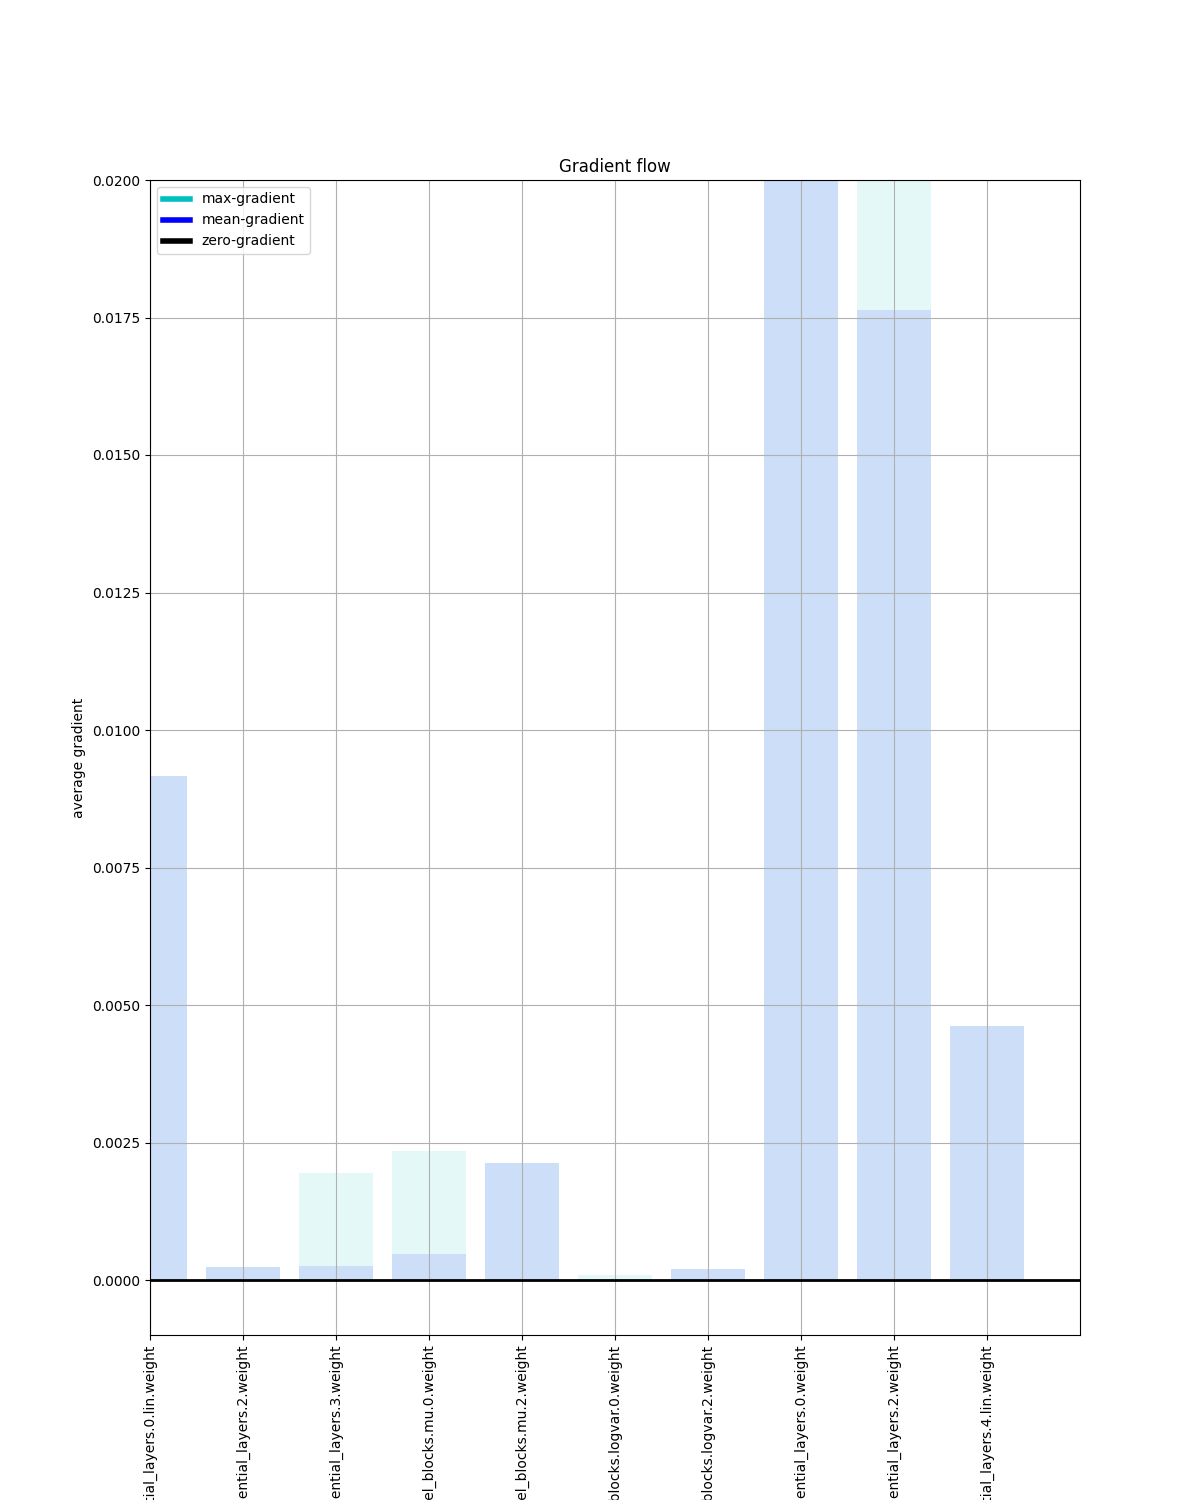 Gradient flow
max-gradient
mean-gradient
zero-gradient
0.0200
0.0175
0.0150
0.0125
0.0100
0.0075
0.0050
0.0025
0.0000
average gradient
tial_layers.0.lin.weight
ential_layers.2.weight
ential_layers.3.weight
el_blocks.mu.0.weight
el_blocks.mu.2.weight
blocks.logvar.0.weight
blocks.logvar.2.weight
ential_layers.0.weight
ential_layers.2.weight
tial_layers.4.lin.weight